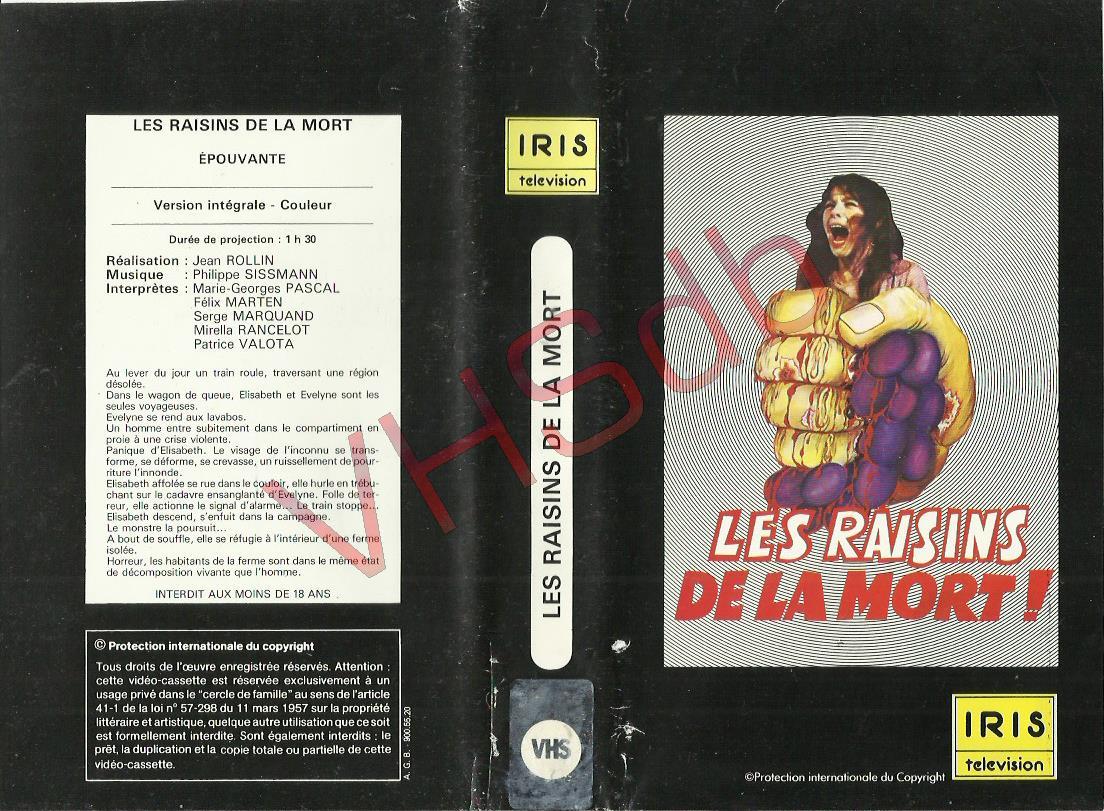 LES RAISINS DE LA MORT
ÉPOUVANTE
Version intégrale - Couleur
Durée de projection : 1 h 30
Réalisation : Jean ROLLIN
Musique : Philippe SISSMANN
Interprètes : Marie-Georges PASCAL
Félix MARTEN
Serge MARQUAND
Mirella RANCELOT
Patrice VALOTA
Au lever du jour un train roule, traversant une région
désolée.
Dans le wagon de queue, Elisabeth et Evelyne sont les
seules voyageuses.
Evelyne se rend aux lavabos.
Un homme entre subitement dans le compartiment en
proie à une crise violente.
Panique d'Elisabeth. Le visage de l'inconnu se trans-
forme, se déforme, se crevasse, un ruissellement de pour-
riture l'innonde.
Elisabeth affolée se rue dans le couloir, elle hurle en trébu-
chant sur le cadavre ensanglanté d'Evelyne. Folle de ter-
reur, elle actionne le signal d'alarme... Le train stoppe...
Elisabeth descend, s'enfuit dans la campagne.
Le monstre la poursuit...
A bout de souffle, elle se réfugie à l'intérieur d'une ferme
isolée.
Horreur, les habitants de la ferme sont dans le même état
de décomposition vivante que l'homme.
INTERDIT AUX MOINS DE 18 ANS
© Protection internationale du copyright
Tous droits de l'œuvre enregistrée réservés. Attention :
cette vidéo-cassette est réservée exclusivement à un
usage privé dans le "cercle de famille" au sens de l'article
41-1 de la loi n° 57-298 du 11 mars 1957 sur la propriété
littéraire et artistique, quelque autre utilisation que ce soit
est formellement interdite. Sont également interdits : le
prêt, la duplication et la copie totale ou partielle de cette
vidéo-cassette.
A. G. B. - 900.55.20
IRIS
television
LES RAISINS DE LA MORT
VHS
LES RAISINS
DE LA MORT !
IRIS
television
©Protection internationale du Copyright
VHSdb